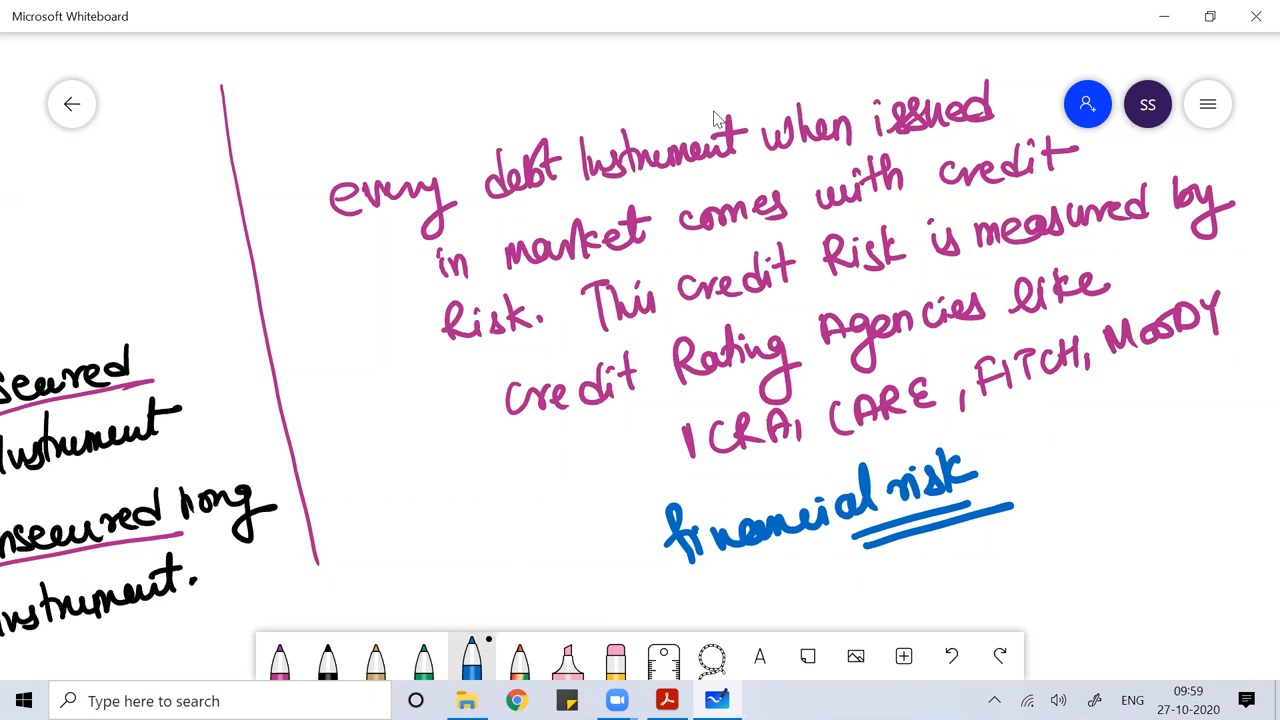 Microsoft Whiteboard
SS
every debt Instrument when issued
in market comes with credit
Risk. This credit Risk is measured by
credit Rating Agencies like
ICRA, CARE, FITCH, MOODY
financial risk
secured
Instrument
nsecured
Instrument.
A
Type here to search
ENG
09:59
27-10-2020